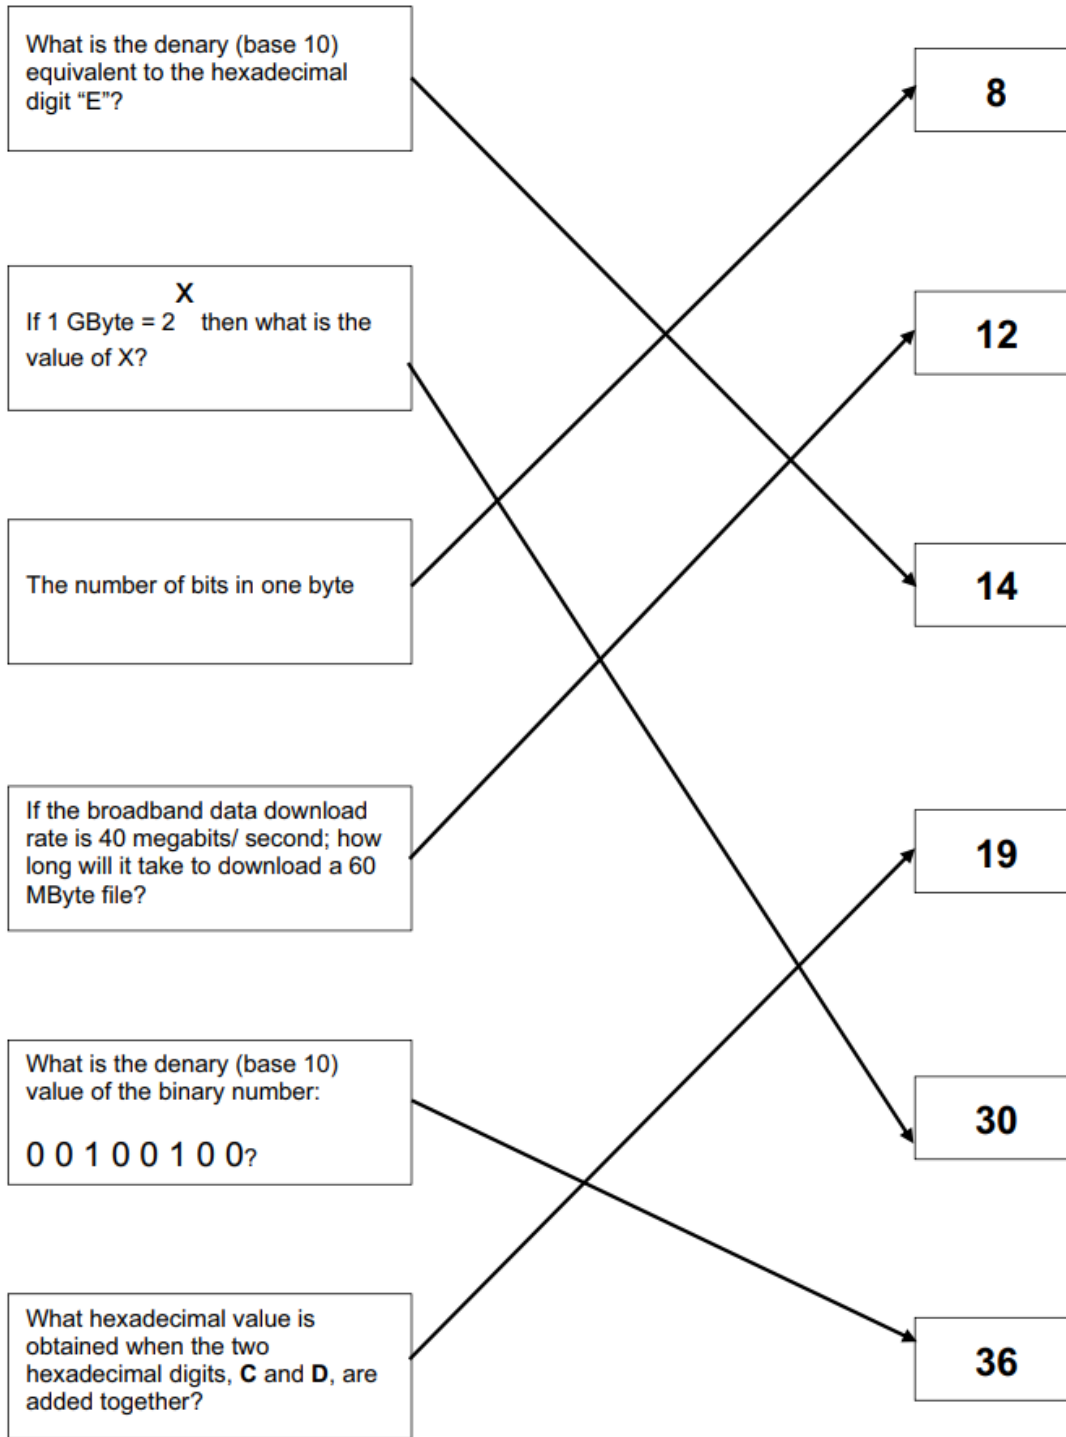 What is the denary (base 10)
equivalent to the hexadecimal
digit “E”?
8
If 1 GByte = 2^X then what is the
value of X?
12
The number of bits in one byte
14
If the broadband data download
rate is 40 megabits/ second; how
long will it take to download a 60
MByte file?
19
What is the denary (base 10)
value of the binary number:
0 0 1 0 0 1 0 0?
30
What hexadecimal value is
obtained when the two
hexadecimal digits, C and D, are
added together?
36